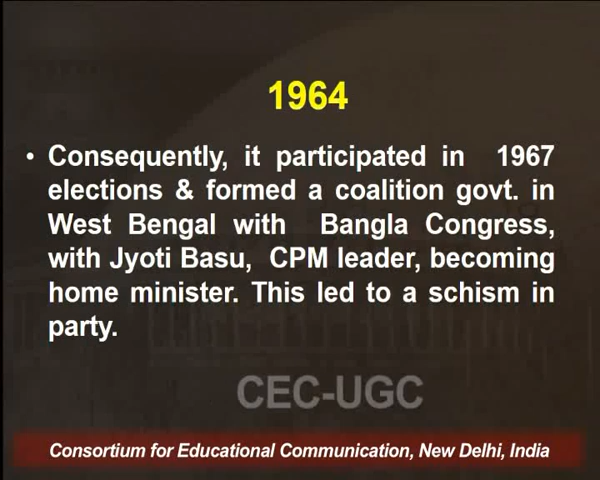 1964
• Consequently, it participated in 1967
elections & formed a coalition govt. in
West Bengal with Bangla Congress,
with Jyoti Basu, CPM leader, becoming
home minister. This led to a schism in
party.
CEC-UGC
Consortium for Educational Communication, New Delhi, India